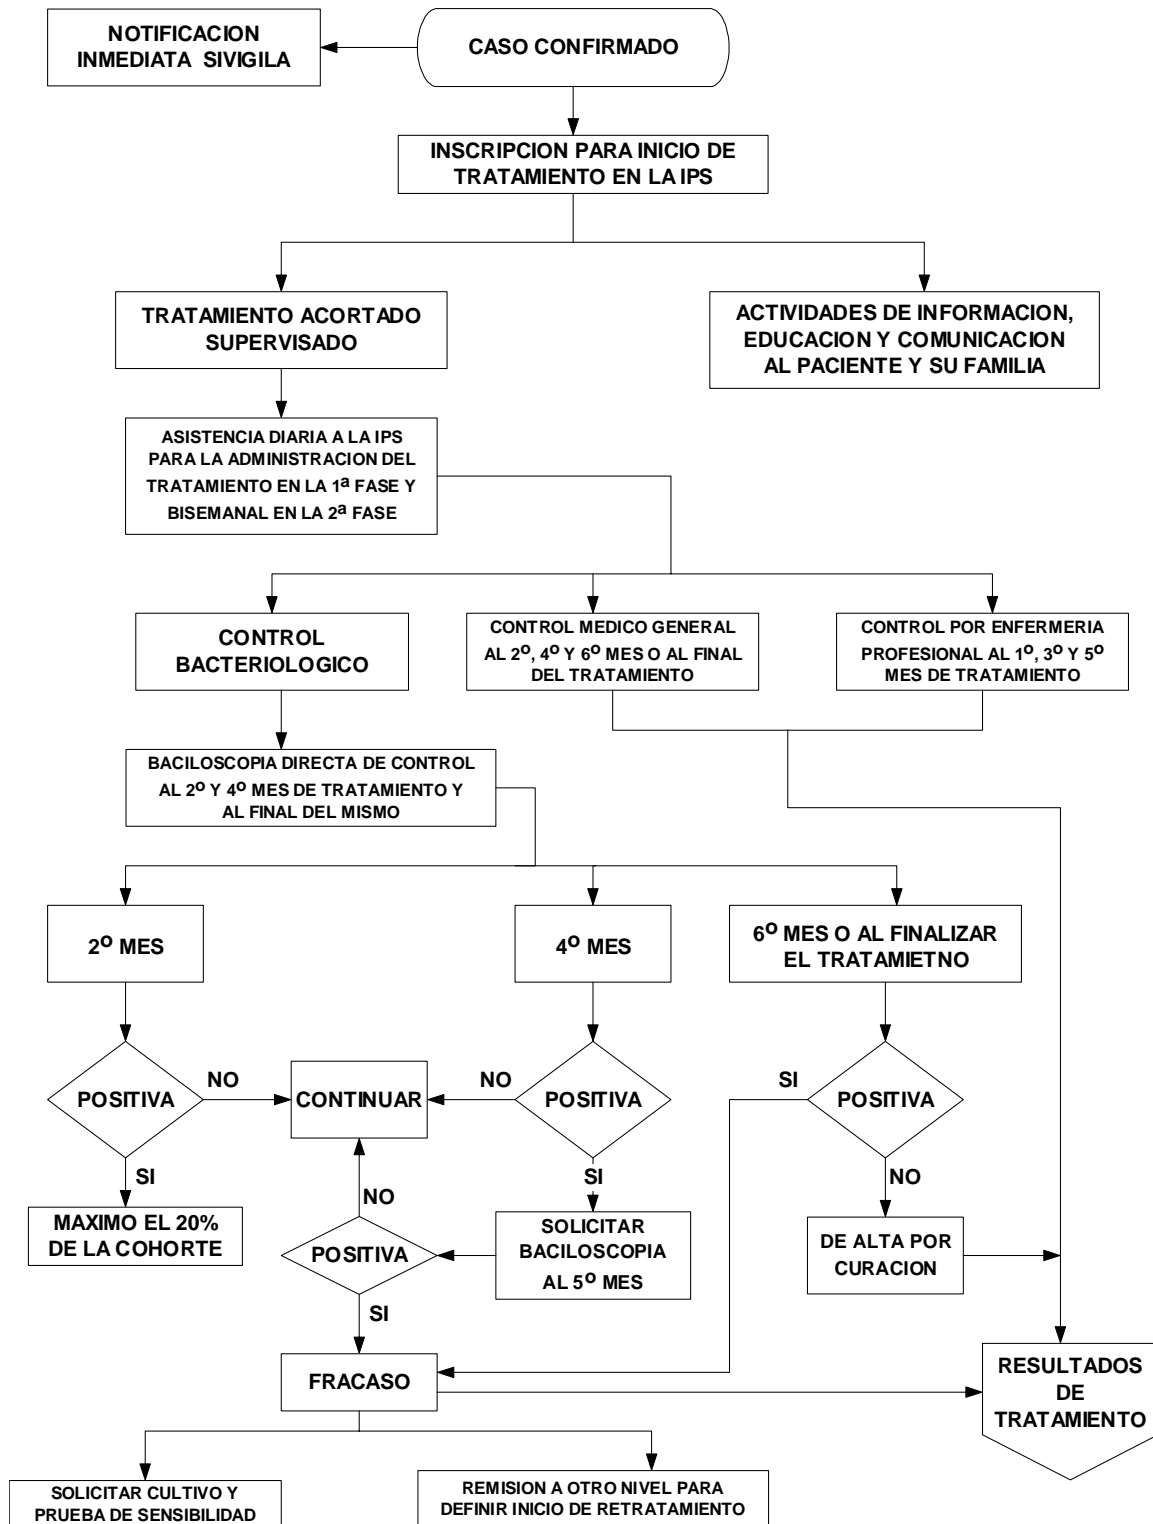 NOTIFICACION
INMEDIATA SIVIGILA
CASO CONFIRMADO
INSCRIPCION PARA INICIO DE
TRATAMIENTO EN LA IPS
TRATAMIENTO ACORTADO
SUPERVISADO
ACTIVIDADES DE INFORMACION,
EDUCACION Y COMUNICACION
AL PACIENTE Y SU FAMILIA
ASISTENCIA DIARIA A LA IPS
PARA LA ADMINISTRACION DEL
TRATAMIENTO EN LA 1ª FASE Y
BISEMANAL EN LA 2ª FASE
CONTROL
BACTERIOLOGICO
CONTROL MEDICO GENERAL
AL 2º, 4º Y 6º MES O AL FINAL
DEL TRATAMIENTO
CONTROL POR ENFERMERIA
PROFESIONAL AL 1º, 3º Y 5º
MES DE TRATAMIENTO
BACILOSCOPIA DIRECTA DE CONTROL
AL 2º Y 4º MES DE TRATAMIENTO Y
AL FINAL DEL MISMO
2º MES
4º MES
6º MES O AL FINALIZAR
EL TRATAMIETNO
POSITIVA
NO
CONTINUAR
NO
POSITIVA
SI
POSITIVA
SI
MAXIMO EL 20%
DE LA COHORTE
NO
POSITIVA
SI
SI
SOLICITAR
BACILOSCOPIA
AL 5º MES
NO
DE ALTA POR
CURACION
FRACASO
RESULTADOS
DE
TRATAMIENTO
SOLICITAR CULTIVO Y
PRUEBA DE SENSIBILIDAD
REMISION A OTRO NIVEL PARA
DEFINIR INICIO DE RETRATAMIENTO